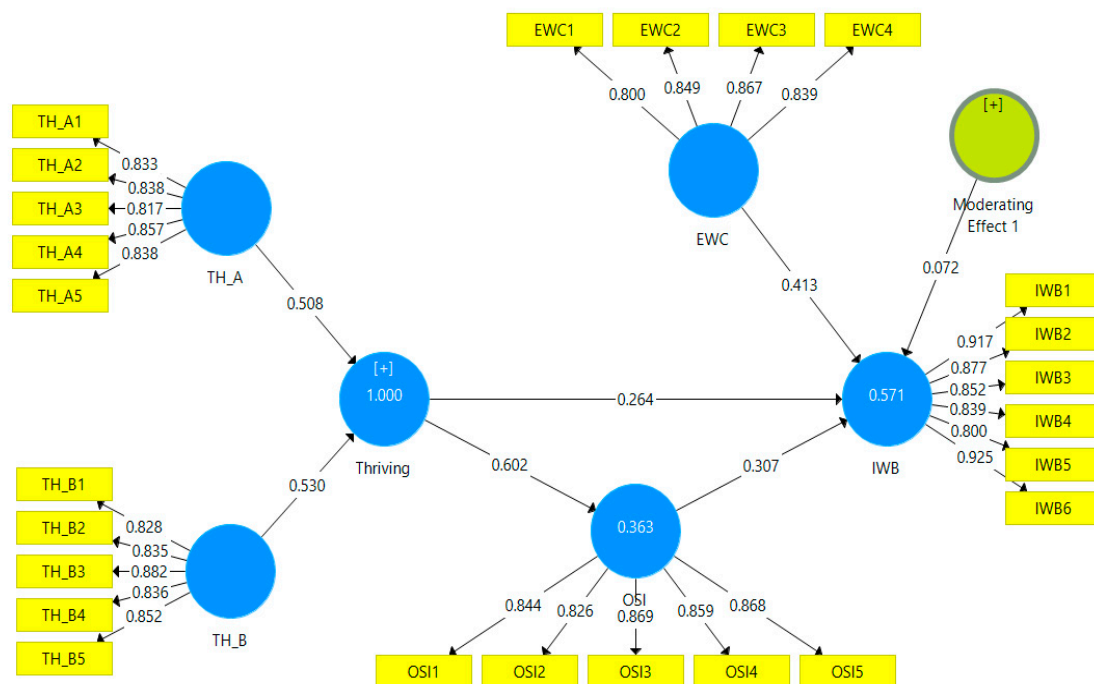 EWC1
EWC2
EWC3
EWC4
0.800
0.849
0.867
0.839
EWC
[+]
Moderating
Effect 1
TH_A1
TH_A2
TH_A3
TH_A4
TH_A5
0.833
0.838
0.817
0.857
0.838
TH_A
0.508
0.413
0.072
[+]
1.000
Thriving
0.264
0.571
IWB
0.917
0.877
0.852
0.839
0.800
0.925
IWB1
IWB2
IWB3
IWB4
IWB5
IWB6
0.530
0.602
0.307
TH_B1
TH_B2
TH_B3
TH_B4
TH_B5
0.828
0.835
0.882
0.836
0.852
TH_B
0.363
OSI
0.844
0.826
0.869
0.859
0.868
OSI1
OSI2
OSI3
OSI4
OSI5